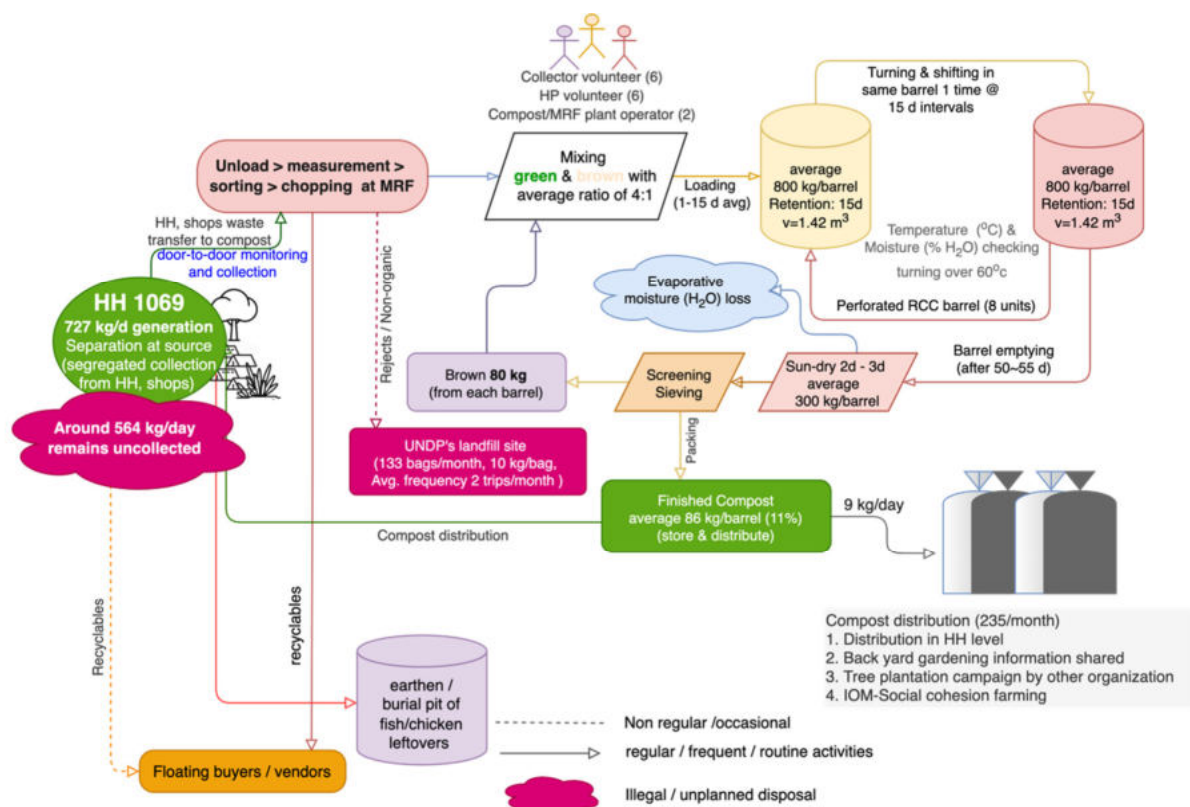 Collector volunteer (6)
HP volunteer (6)
Compost/MRF plant operator (2)
Unload > measurement >
sorting > chopping at MRF
Mixing
green & brown with
average ratio of 4:1
Loading
(1-15 d avg)
Turning & shifting in
same barrel 1 time @
15 d intervals
average
800 kg/barrel
Retention: 15d
v=1.42 m³
average
800 kg/barrel
Retention: 15d
v=1.42 m³
Temperature (°C) &
Moisture (% H₂O) checking
turning over 60°c
Perforated RCC barrel (8 units)
HH, shops waste
transfer to compost
door-to-door monitoring
and collection
HH 1069
727 kg/d generation
Separation at source
(segregated collection
from HH, shops)
Around 564 kg/day
remains uncollected
Rejects / Non-organic
Evaporative
moisture (H₂O) loss
Brown 80 kg
(from each barrel)
Screening
Sieving
Sun-dry 2d - 3d
average
300 kg/barrel
Barrel emptying
(after 50~55 d)
Packing
UNDP's landfill site
(133 bags/month, 10 kg/bag,
Avg. frequency 2 trips/month )
Finished Compost
average 86 kg/barrel (11%)
(store & distribute)
9 kg/day
Compost distribution
Recyclables
recyclables
Compost distribution (235/month)
1. Distribution in HH level
2. Back yard gardening information shared
3. Tree plantation campaign by other organization
4. IOM-Social cohesion farming
earthen /
burial pit of
fish/chicken
leftovers
Floating buyers / vendors
Non regular /occasional
regular / frequent / routine activities
Illegal / unplanned disposal